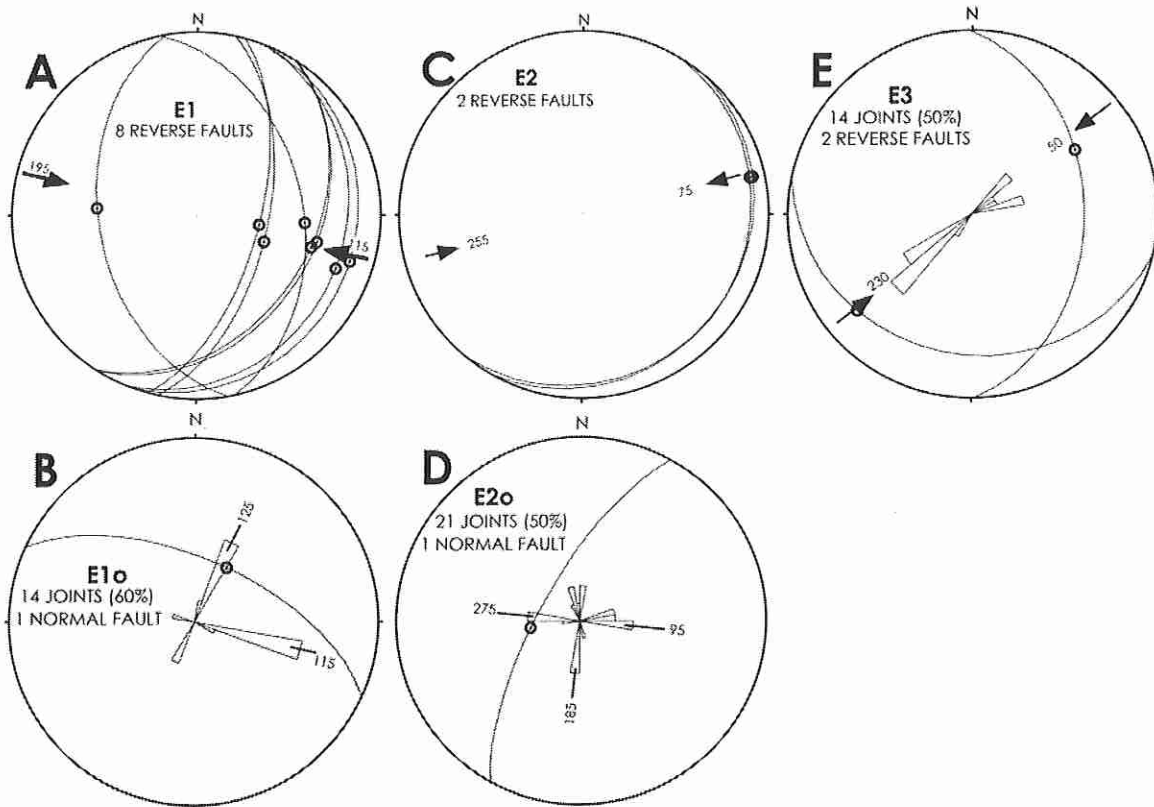 N
A
E1
8 REVERSE FAULTS
195
115
N
C
E2
2 REVERSE FAULTS
75
255
N
E
E3
14 JOINTS (50%)
2 REVERSE FAULTS
50
230
N
B
E1o
14 JOINTS (60%)
1 NORMAL FAULT
125
115
N
D
E2o
21 JOINTS (50%)
1 NORMAL FAULT
275
95
185